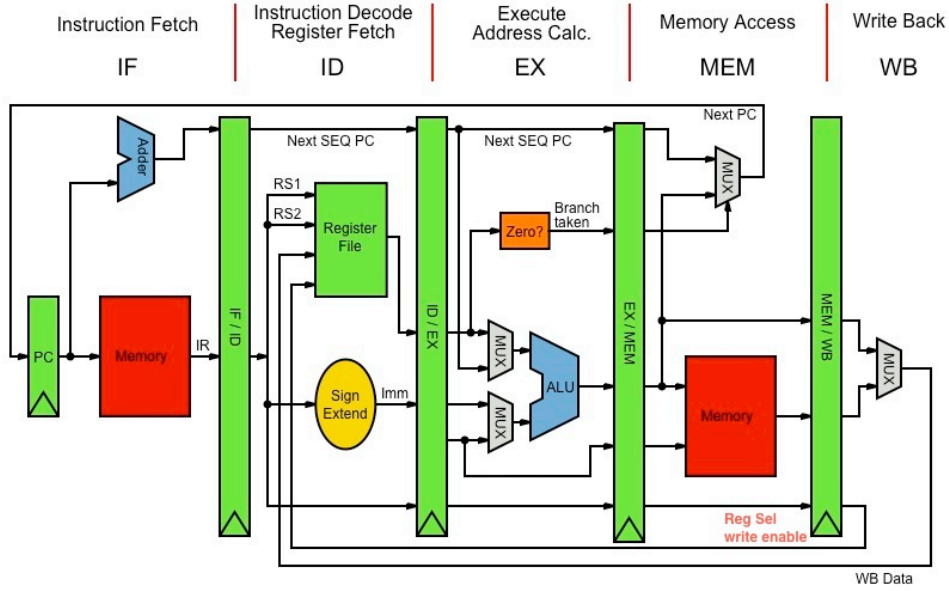 Instruction Fetch
IF
Instruction Decode
Register Fetch
ID
Execute
Address Calc.
EX
Memory Access
MEM
Write Back
WB
Next PC
Adder
Next SEQ PC
Next SEQ PC
MUX
RS1
RS2
Register
File
Branch
taken
Zero?
PC
Memory
IR
IF / ID
ID / EX
EX / MEM
MEM / WB
MUX
MUX
ALU
MUX
Sign
Extend
Imm
Memory
Reg Sel
write enable
WB Data